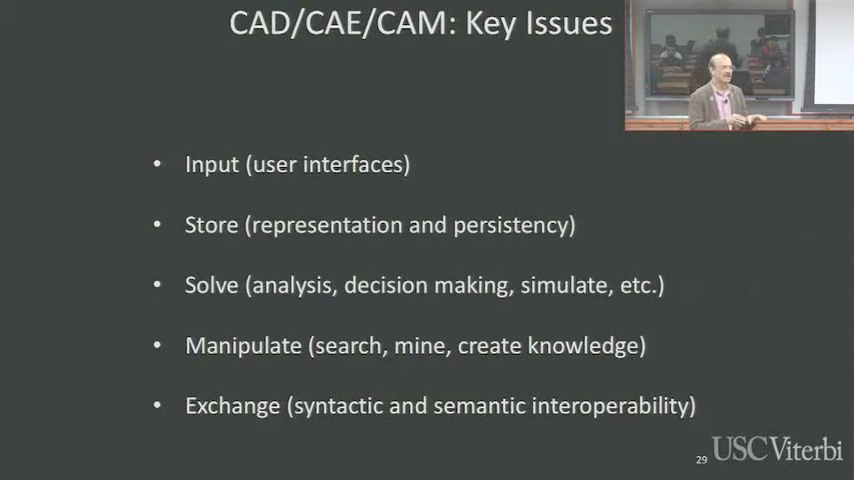 CAD/CAE/CAM: Key Issues
• Input (user interfaces)
• Store (representation and persistency)
• Solve (analysis, decision making, simulate, etc.)
• Manipulate (search, mine, create knowledge)
• Exchange (syntactic and semantic interoperability)
29 USC Viterbi